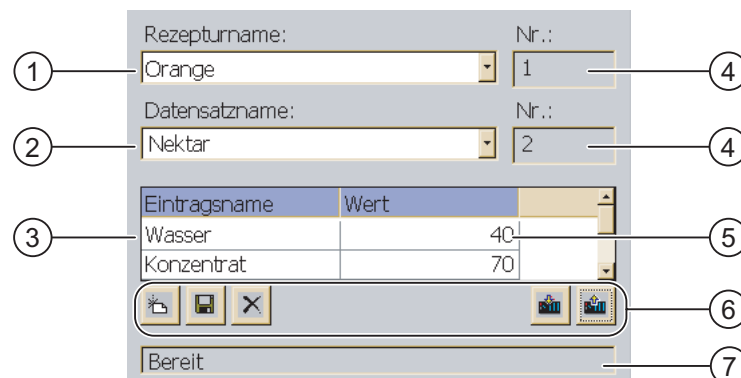 Rezepturname: Nr.:
1 Orange 1 4
Datensatzname: Nr.:
2 Nektar 2 4
Eintragsname Wert
3 Wasser 40 5
Konzentrat 70
6
Bereit 7